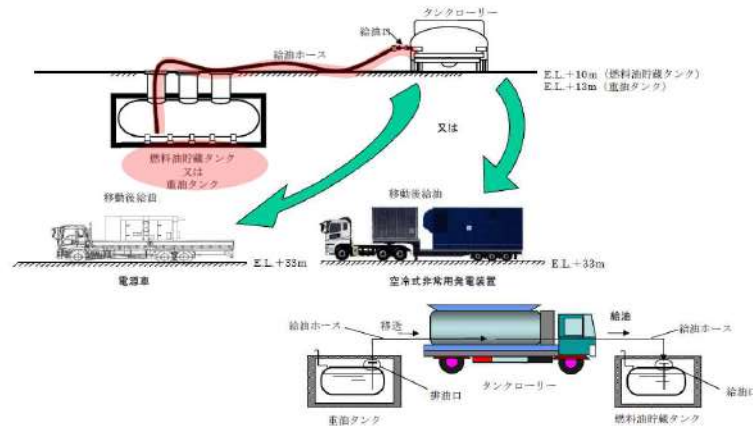 タンクローリー
給油口
給油ホース
E.L.+10m（燃料油貯蔵タンク）
E.L.+13m（重油タンク）
又は
燃料油貯蔵タンク
又は
重油タンク
移動後給油
移動後給油
E.L.+33m
E.L.+33m
電源車
空冷式非常用発電装置
給油ホース
移送
給油
給油ホース
排油口
タンクローリー
給油口
重油タンク
燃料油貯蔵タンク